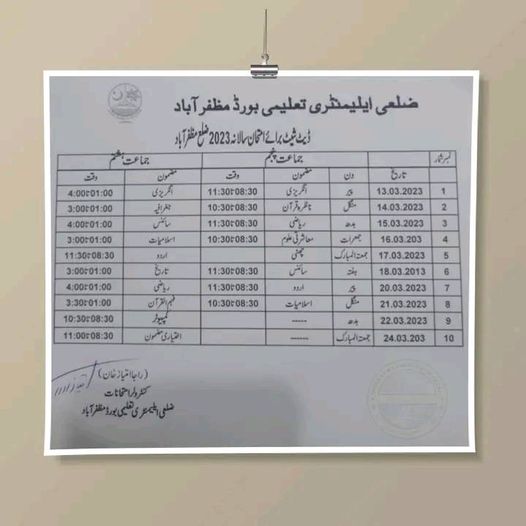 ضلعی ایلیمنٹری تعلیمی بورڈ مظفرآباد
ڈیٹ شیٹ برائے امتحان سالانہ 2023 ضلع مظفرآباد
نمبر شمار جماعت پنجم جماعت ہشتم
تاریخ دن مضمون وقت مضمون وقت
1 13.03.2023 پیر انگریزی 08:30تا11:30 انگریزی 01:00تا4:00
2 14.03.2023 منگل ناظرہ قرآن 08:30تا10:30 جغرافیہ 01:00تا3:00
3 15.03.2023 بدھ ریاضی 08:30تا11:30 سائنس 01:00تا4:00
4 16.03.203 جمعرات معاشرتی علوم 08:30تا10:30 اسلامیات 01:00تا3:00
5 17.03.2023 جمعتہ المبارک چھٹی اردو 08:30تا11:30
6 18.03.2013 ہفتہ سائنس 08:30تا11:30 تاریخ 01:00تا3:00
7 20.03.2023 پیر اردو 08:30تا11:30 ریاضی 01:00تا4:00
8 21.03.2023 منگل اسلامیات 08:30تا10:30 فہم القرآن 01:00تا3:30
9 22.03.2023 بدھ ----- کمپیوٹر 08:30تا10:30
10 24.03.203 جمعتہ المبارک ------ اختیاری مضمون 08:30تا11:00
(راجا امتیاز خان)
کنٹرولر امتحانات
ضلعی ایلیمنٹری تعلیمی بورڈ مظفرآباد